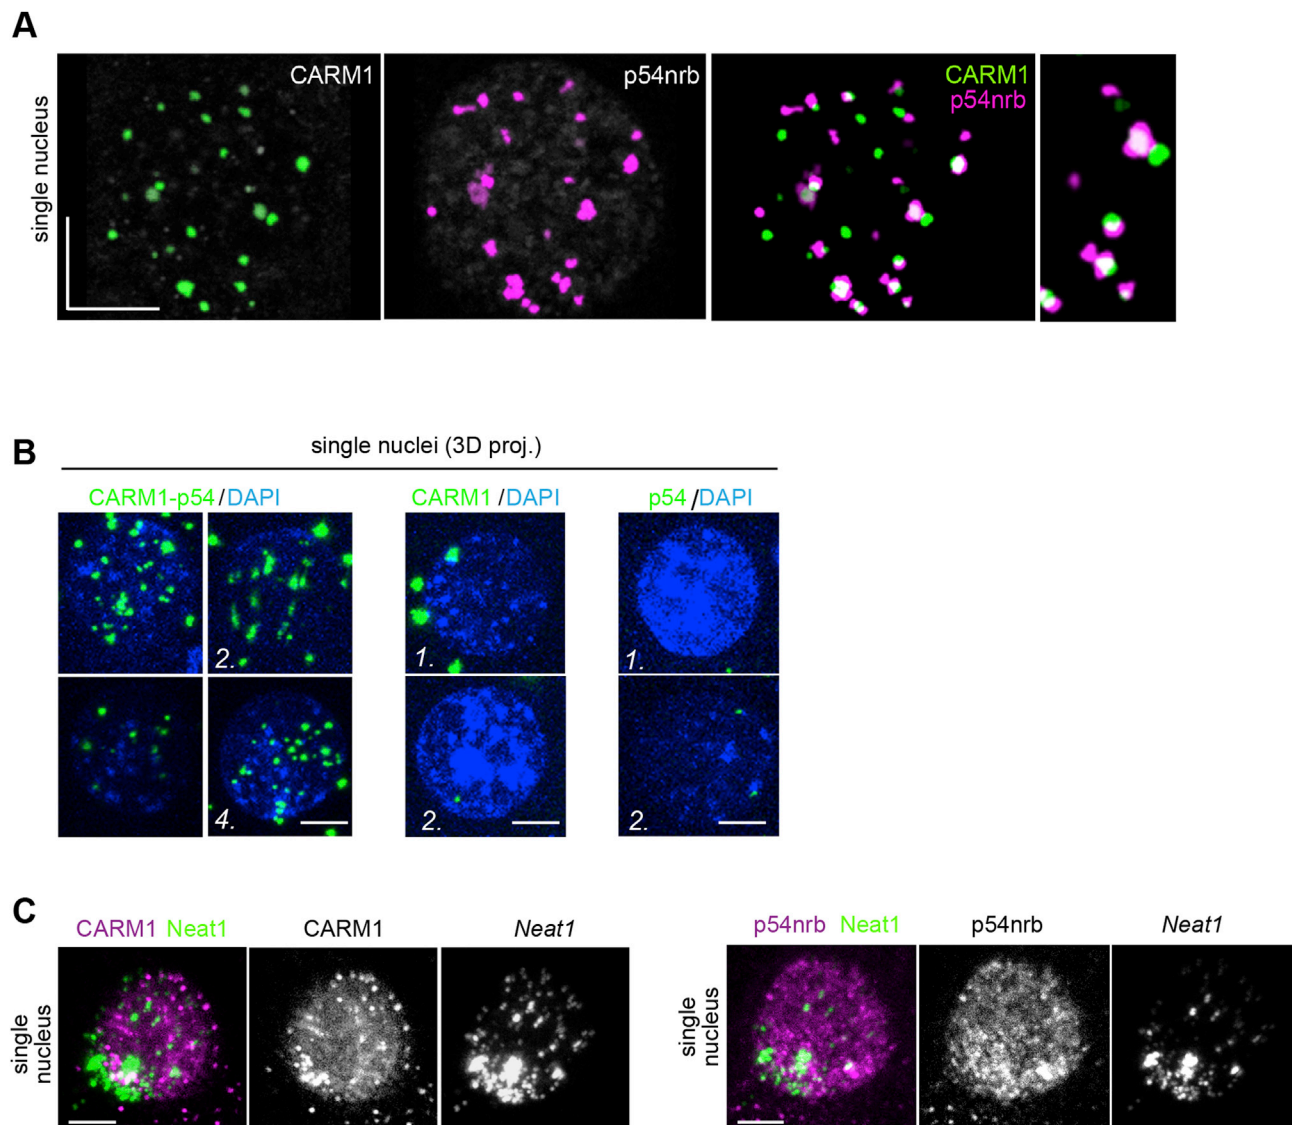 A
single nucleus
CARM1
p54nrb
CARM1
p54nrb
B
single nuclei (3D proj.)
CARM1-p54/DAPI
CARM1 /DAPI
p54 /DAPI
2.
1.
1.
4.
2.
2.
C
CARM1 Neat1
CARM1
Neat1
p54nrb Neat1
p54nrb
Neat1
single
nucleus
single
nucleus